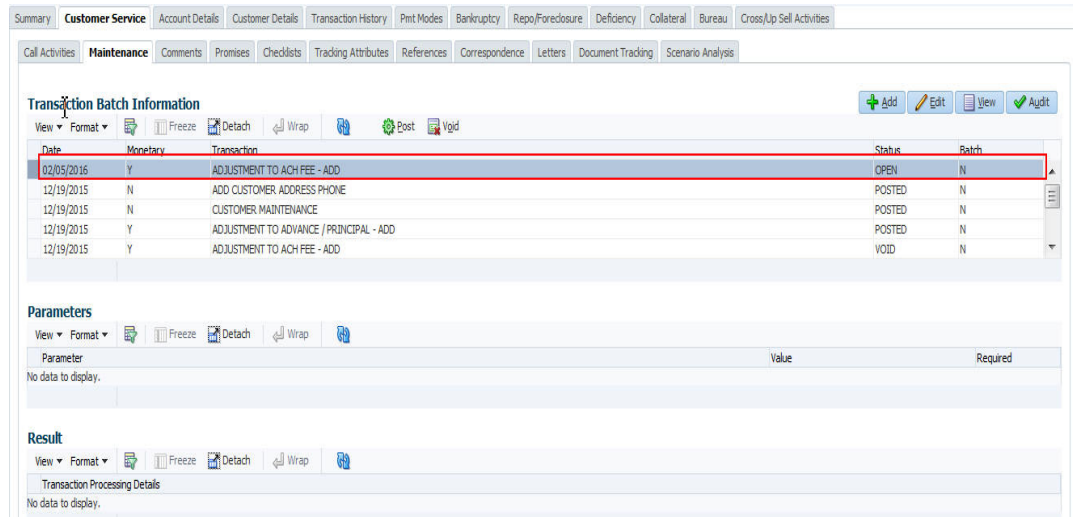 Summary Customer Service Account Details Customer Details Transaction History Pmt Modes Bankruptcy Repo/Foreclosure Deficiency Collateral Bureau Cross/Up Sell Activities
Call Activities Maintenance Comments Promises Checklists Tracking Attributes References Correspondence Letters Document Tracking Scenario Analysis
Transaction Batch Information Add Edit View Audit
View Format Freeze Detach Wrap Post Void
Date Monetary Transaction Status Batch
02/05/2016 Y ADJUSTMENT TO ACH FEE - ADD OPEN N
12/19/2015 N ADD CUSTOMER ADDRESS PHONE POSTED N
12/19/2015 N CUSTOMER MAINTENANCE POSTED N
12/19/2015 Y ADJUSTMENT TO ADVANCE / PRINCIPAL - ADD POSTED N
12/19/2015 Y ADJUSTMENT TO ACH FEE - ADD VOID N
Parameters
View Format Freeze Detach Wrap
Parameter Value Required
No data to display.
Result
View Format Freeze Detach Wrap
Transaction Processing Details
No data to display.